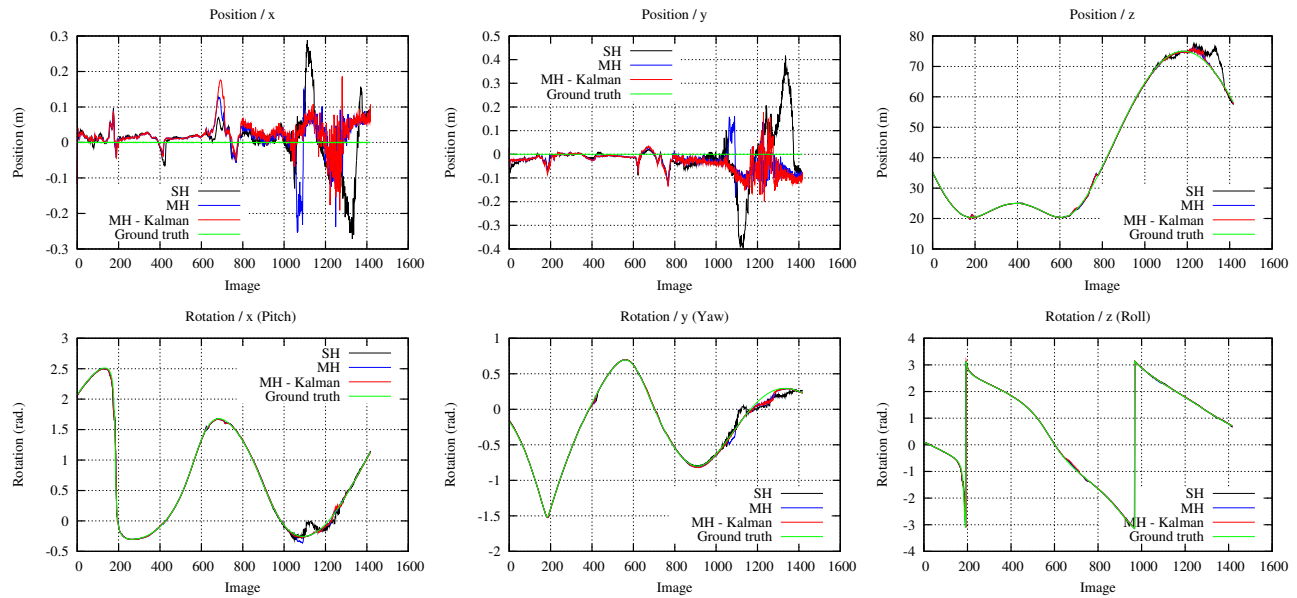 Position / x
Position (m)
0.3
0.2
0.1
0
-0.1
-0.2
-0.3
SH
MH
MH - Kalman
Ground truth
0 200 400 600 800 1000 1200 1400 1600
Image
Position / y
Position (m)
0.5
0.4
0.3
0.2
0.1
0
-0.1
-0.2
-0.3
-0.4
SH
MH
MH - Kalman
Ground truth
0 200 400 600 800 1000 1200 1400 1600
Image
Position / z
Position (m)
80
70
60
50
40
30
20
10
SH
MH
MH - Kalman
Ground truth
0 200 400 600 800 1000 1200 1400 1600
Image
Rotation / x (Pitch)
Rotation (rad.)
3
2.5
2
1.5
1
0.5
0
-0.5
SH
MH
MH - Kalman
Ground truth
0 200 400 600 800 1000 1200 1400 1600
Image
Rotation / y (Yaw)
Rotation (rad.)
1
0.5
0
-0.5
-1
-1.5
-2
SH
MH
MH - Kalman
Ground truth
0 200 400 600 800 1000 1200 1400 1600
Image
Rotation / z (Roll)
Rotation (rad.)
4
3
2
1
0
-1
-2
-3
-4
SH
MH
MH - Kalman
Ground truth
0 200 400 600 800 1000 1200 1400 1600
Image